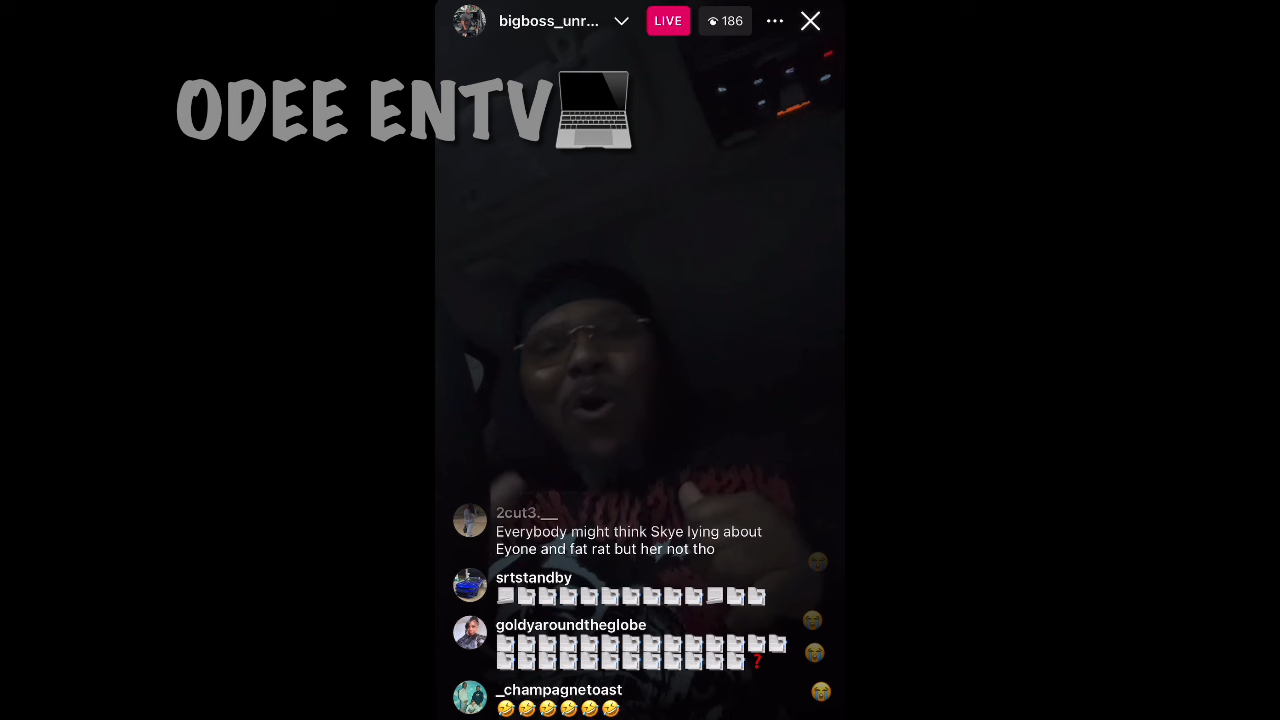 bigboss_unr...
LIVE
186
ODEE ENTV
2cut3.__
Everybody might think Skye lying about
Eyone and fat rat but her not tho
srtstandby
goldyaroundtheglobe
_champagnetoast